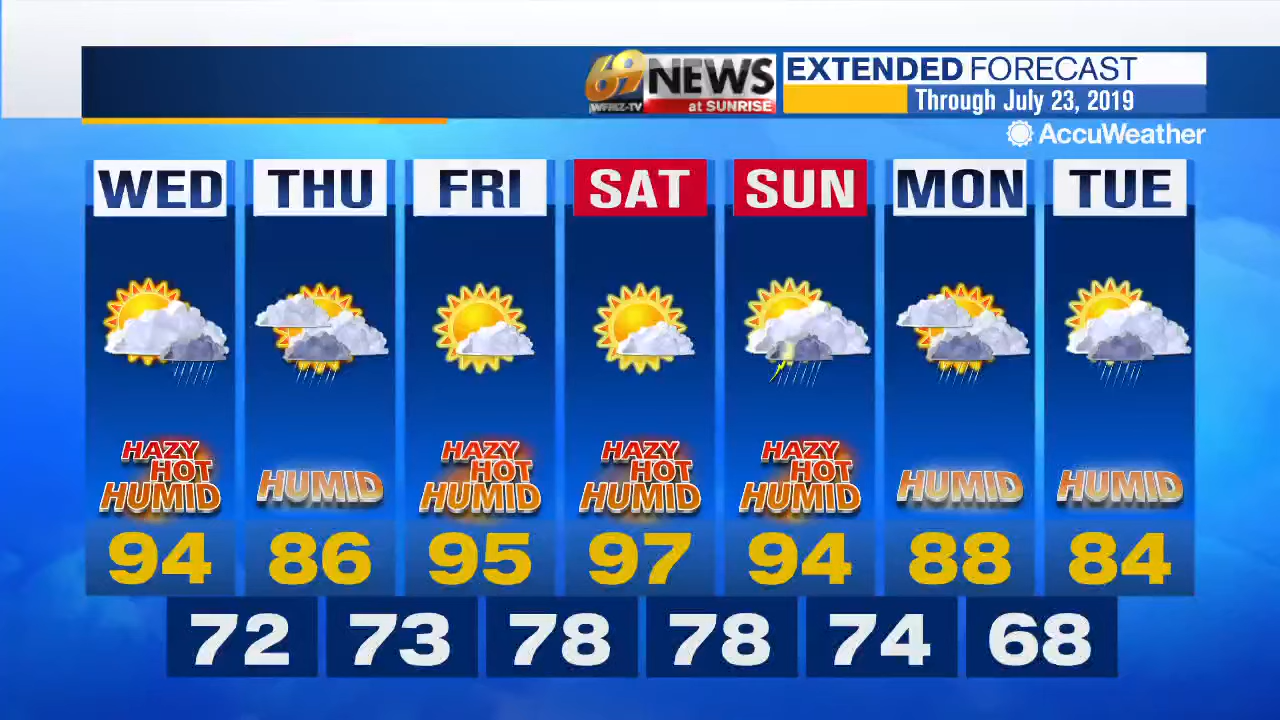 69 NEWS
WFMZ-TV at SUNRISE
EXTENDED FORECAST
Through July 23, 2019
AccuWeather
WED THU FRI SAT SUN MON TUE
HAZY HOT HUMID
HUMID
HAZY HOT HUMID
HAZY HOT HUMID
HAZY HOT HUMID
HUMID
HUMID
94 86 95 97 94 88 84
72 73 78 78 74 68